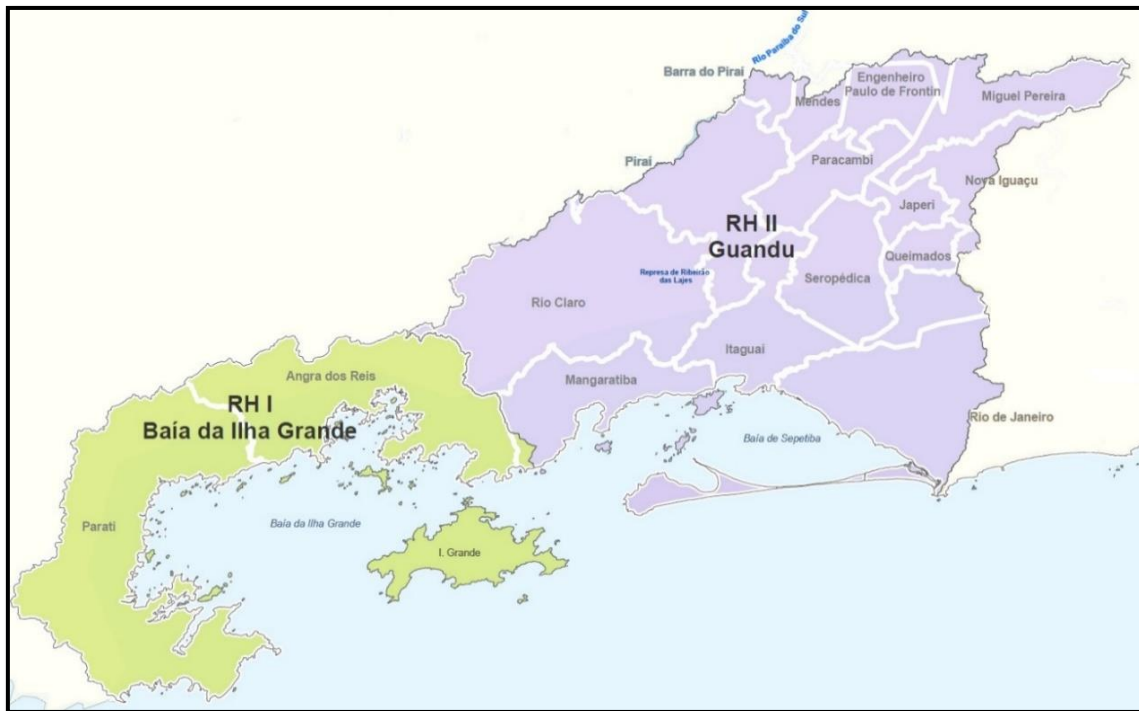 Rio Paraíba do Sul
Barra do Piraí
Engenheiro
Paulo de Frontin
Mendes
Miguel Pereira
Piraí
Paracambi
Nova Iguaçu
Japeri
RH II
Guandu
Queimados
Represa de Ribeirão
das Lajes
Seropédica
Rio Claro
Itaguaí
Angra dos Reis
Mangaratiba
RH I
Baía da Ilha Grande
Rio de Janeiro
Baía de Sepetiba
Parati
Baía da Ilha Grande
I. Grande